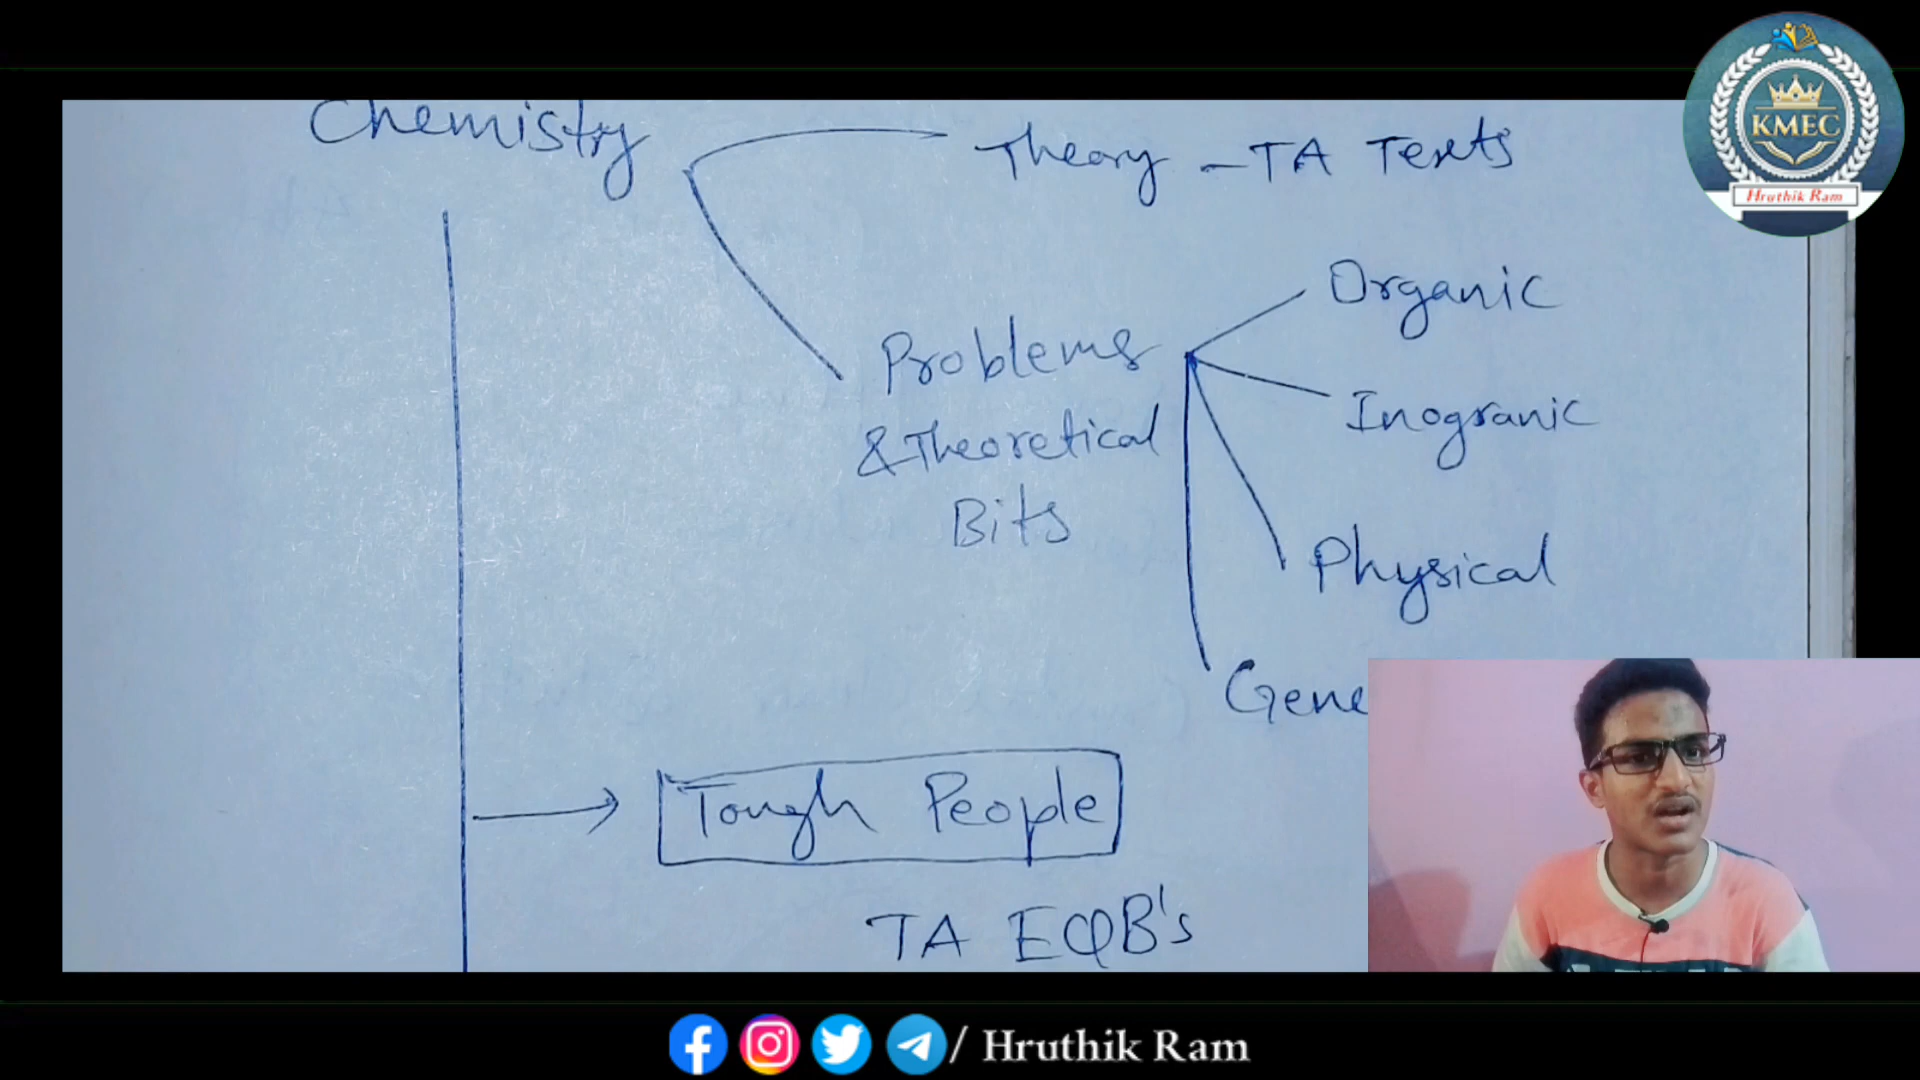 Chemistry
Theory - TA Texts
KMEC
Hruthik Ram
Organic
Problems
Inogranic
& Theoretical
Bits
Physical
Gene
Tough People
TA EQB's
/ Hruthik Ram